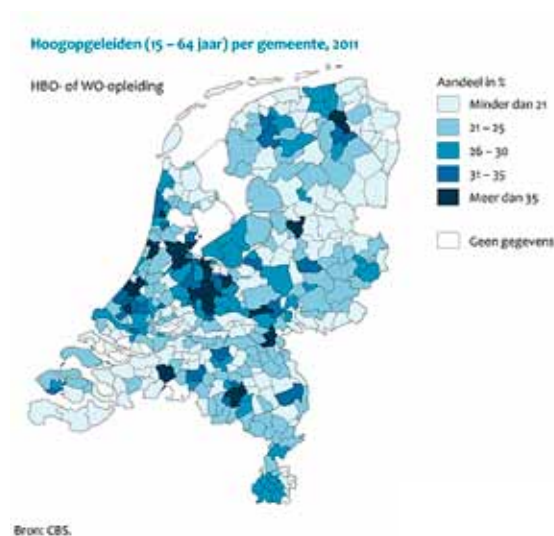 Hoogopgeleiden (15 – 64 jaar) per gemeente, 2011
HBO- of WO-opleiding
Aandeel in %
Minder dan 21
21 – 25
26 – 30
31 – 35
Meer dan 35
Geen gegevens
Bron: CBS.